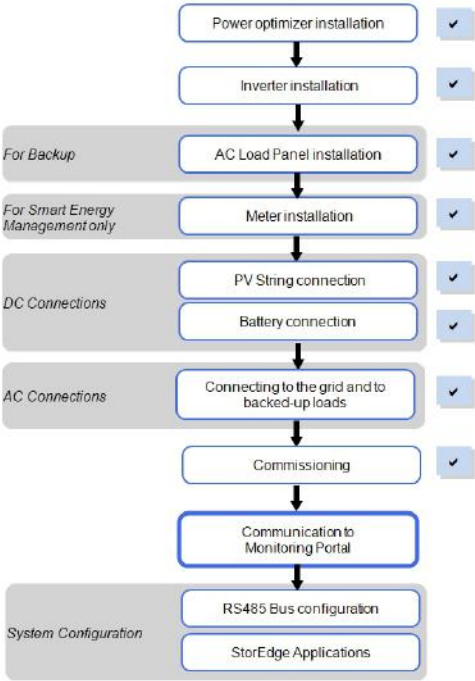 Power optimizer installation
Inverter installation
For Backup
AC Load Panel installation
For Smart Energy
Management only
Meter installation
DC Connections
PV String connection
Battery connection
AC Connections
Connecting to the grid and to
backed-up loads
Commissioning
Communication to
Monitoring Portal
System Configuration
RS485 Bus configuration
StorEdge Applications